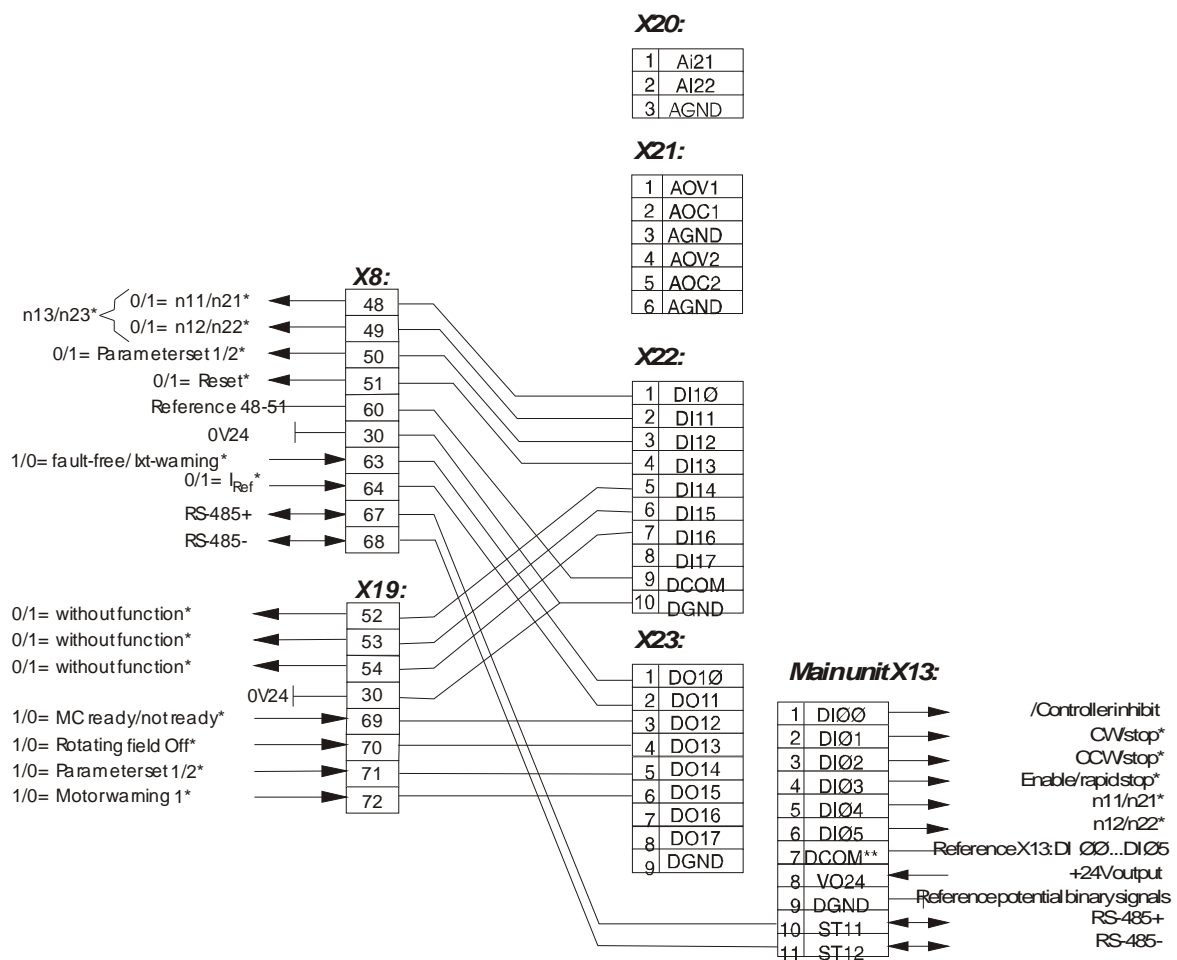 X20:
1 Ai21
2 AI22
3 AGND
X21:
1 AOV1
2 AOC1
3 AGND
4 AOV2
5 AOC2
6 AGND
X8:
n13/n23*
0/1= n11/n21* 48
0/1= n12/n22* 49
0/1= Parameterset 1/2* 50
0/1= Reset* 51
Reference 48-51 60
0V24 30
1/0= fault-free/ Ixt-warning* 63
0/1= IRef* 64
RS-485+ 67
RS-485- 68
X22:
1 DI1Ø
2 DI11
3 DI12
4 DI13
5 DI14
6 DI15
7 DI16
8 DI17
9 DCOM
10 DGND
X19:
0/1= without function* 52
0/1= without function* 53
0/1= without function* 54
0V24 30
1/0= MC ready/not ready* 69
1/0= Rotating field Off* 70
1/0= Parameterset 1/2* 71
1/0= Motorwarning 1* 72
X23:
1 DO1Ø
2 DO11
3 DO12
4 DO13
5 DO14
6 DO15
7 DO16
8 DO17
9 DGND
Main unit X13:
1 DIØØ /Controller inhibit
2 DIØ1 CW/stop*
3 DIØ2 CCW/stop*
4 DIØ3 Enable/rapid stop*
5 DIØ4 n11/n21*
6 DIØ5 n12/n22*
7 DCOM** Reference X13: DI ØØ...DIØ5
8 VO24 +24V output
9 DGND Reference potential binary signals
10 ST11 RS-485+
11 ST12 RS-485-